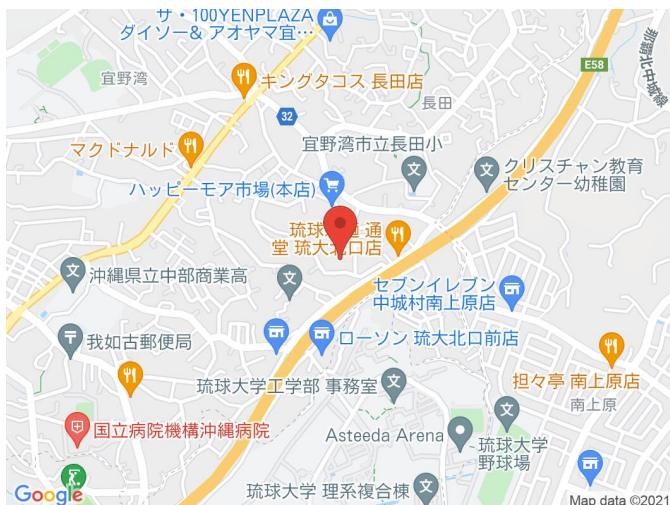 ザ・100YENPLAZA
ダイソー& アオヤマ宜…
宜野湾
キングタコス 長田店
長田
E58
那覇北中城線
32
マクドナルド
宜野湾市立長田小
クリスチャン教育
センター幼稚園
ハッピーモア市場(本店)
通
堂 琉大北口店
沖縄県立中部商業高
セブンイレブン
中城村南上原店
我如古郵便局
ローソン 琉大北口前店
琉球大学工学部 事務室
担々亭 南上原店
南上原
国立病院機構沖縄病院
Asteeda Arena
琉球大学
野球場
琉球大学 理系複合棟
Google
Map data ©2021